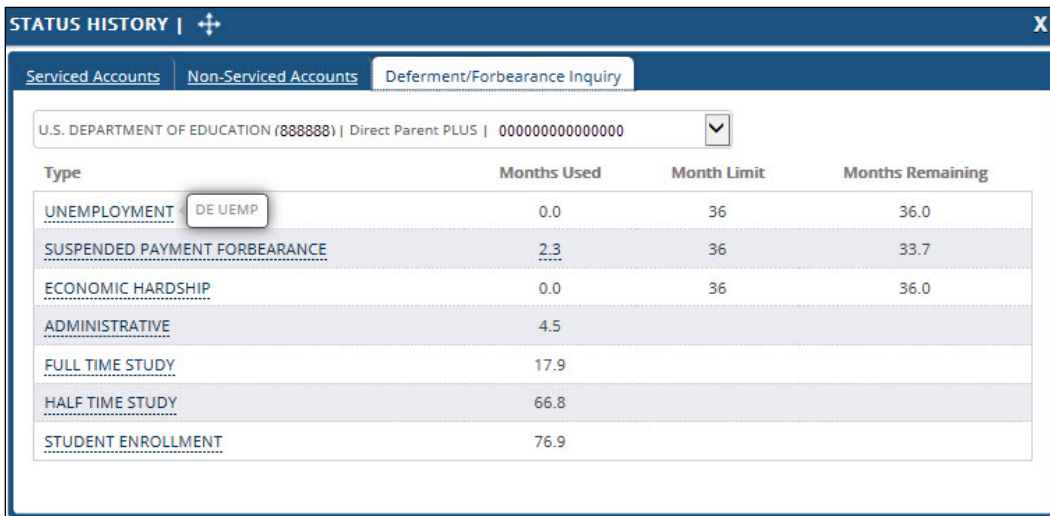 STATUS HISTORY | X
Serviced Accounts Non-Serviced Accounts Deferment/Forbearance Inquiry
U.S. DEPARTMENT OF EDUCATION (888888) | Direct Parent PLUS | 000000000000000
Type Months Used Month Limit Months Remaining
UNEMPLOYMENT DE UEMP 0.0 36 36.0
SUSPENDED PAYMENT FORBEARANCE 2.3 36 33.7
ECONOMIC HARDSHIP 0.0 36 36.0
ADMINISTRATIVE 4.5
FULL TIME STUDY 17.9
HALF TIME STUDY 66.8
STUDENT ENROLLMENT 76.9